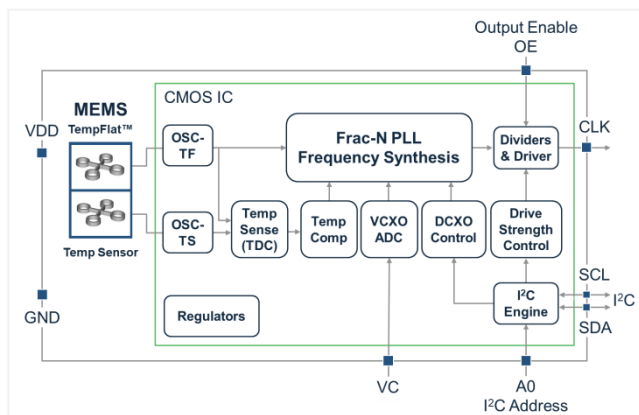 Output Enable
OE
CMOS IC
MEMS
TempFlat™
VDD
OSC-
TF
Frac-N PLL
Frequency Synthesis
Dividers
& Driver
CLK
Temp Sensor
OSC-
TS
Temp
Sense
(TDC)
Temp
Comp
VCXO
ADC
DCXO
Control
Drive
Strength
Control
GND
Regulators
I²C
Engine
SCL
I²C
SDA
VC
A0
I²C Address